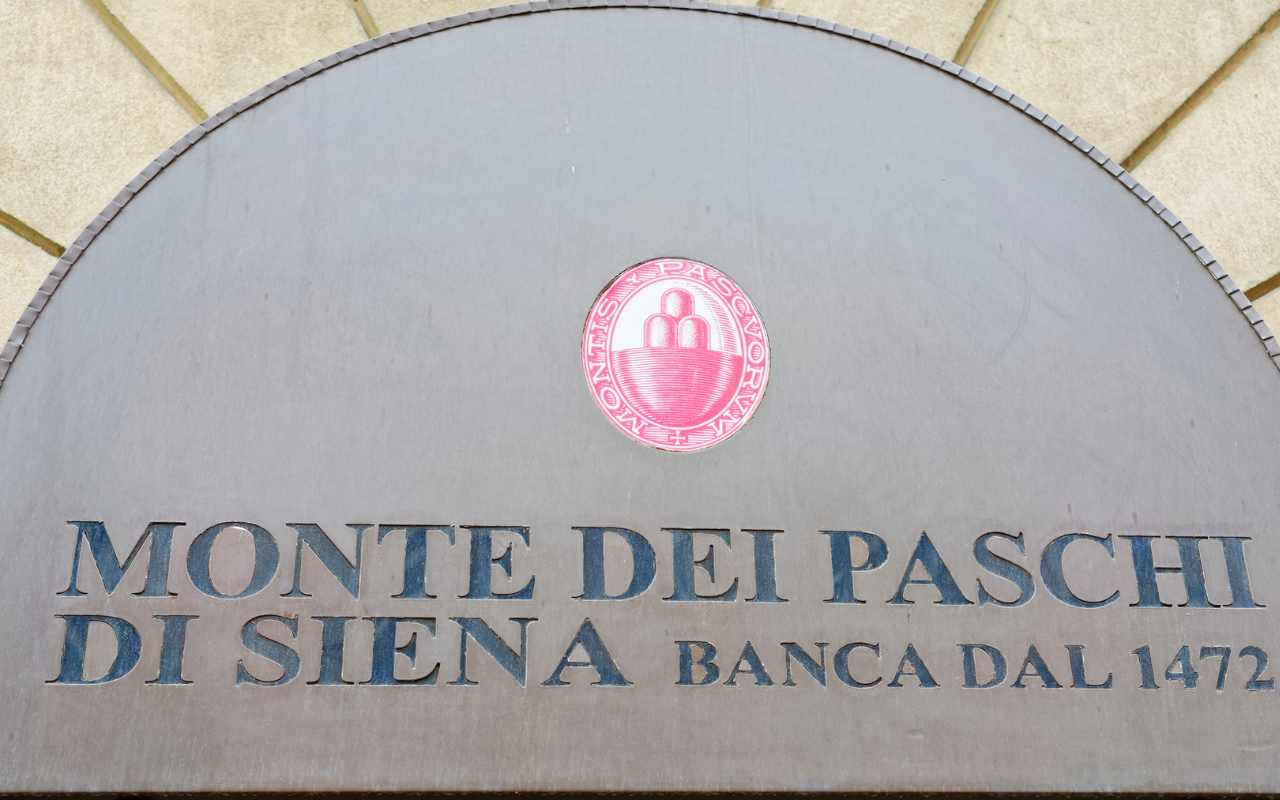 MONTIS PASCVORVM
MONTE DEI PASCHI
DI SIENA BANCA DAL 1472